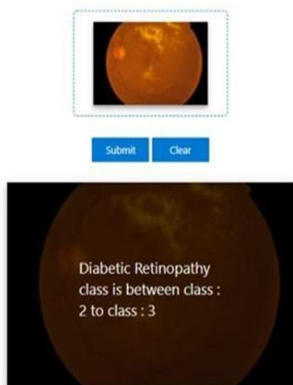 Submit Clear
Diabetic Retinopathy
class is between class :
2 to class : 3